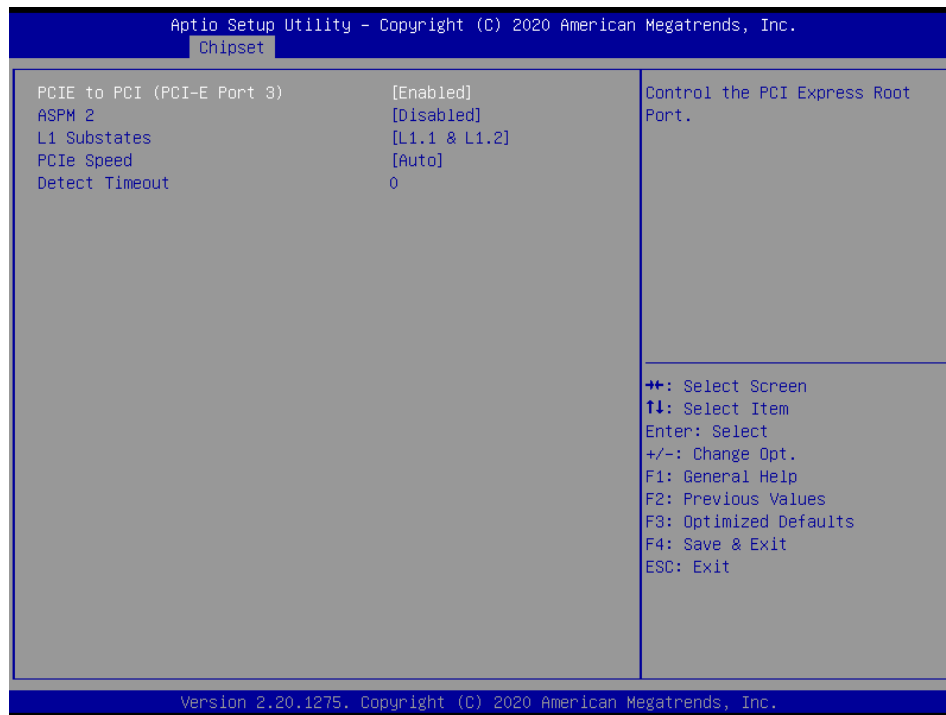 Aptio Setup Utility – Copyright (C) 2020 American Megatrends, Inc.
Chipset
PCIE to PCI (PCI-E Port 3) [Enabled]
ASPM 2 [Disabled]
L1 Substates [L1.1 & L1.2]
PCIe Speed [Auto]
Detect Timeout 0
Control the PCI Express Root
Port.
→←: Select Screen
↑↓: Select Item
Enter: Select
+/-: Change Opt.
F1: General Help
F2: Previous Values
F3: Optimized Defaults
F4: Save & Exit
ESC: Exit
Version 2.20.1275. Copyright (C) 2020 American Megatrends, Inc.